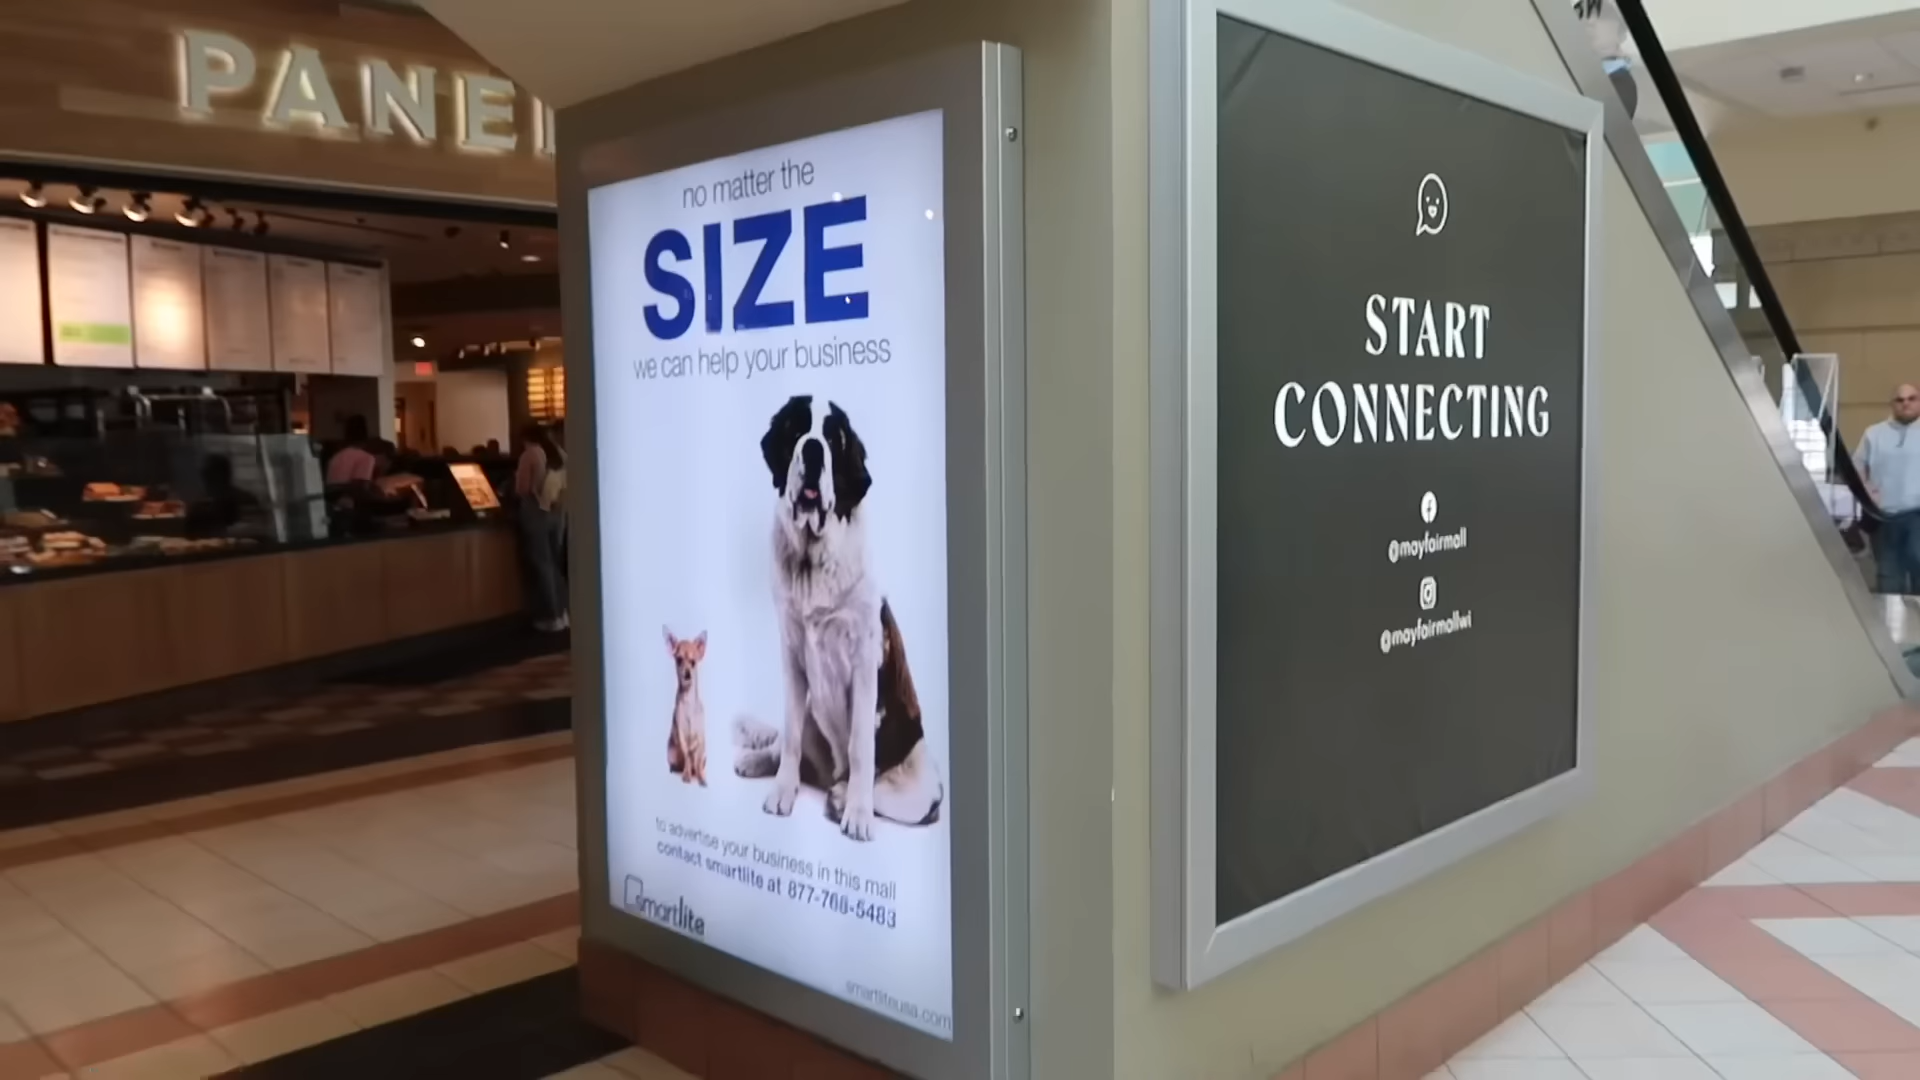 PANE
no matter the
SIZE
we can help your business
to advertise your business in this mall
contact smartlite at 877-768-5483
smartlite
smartliteusa.com
START
CONNECTING
@mayfairmall
@mayfairmallwi